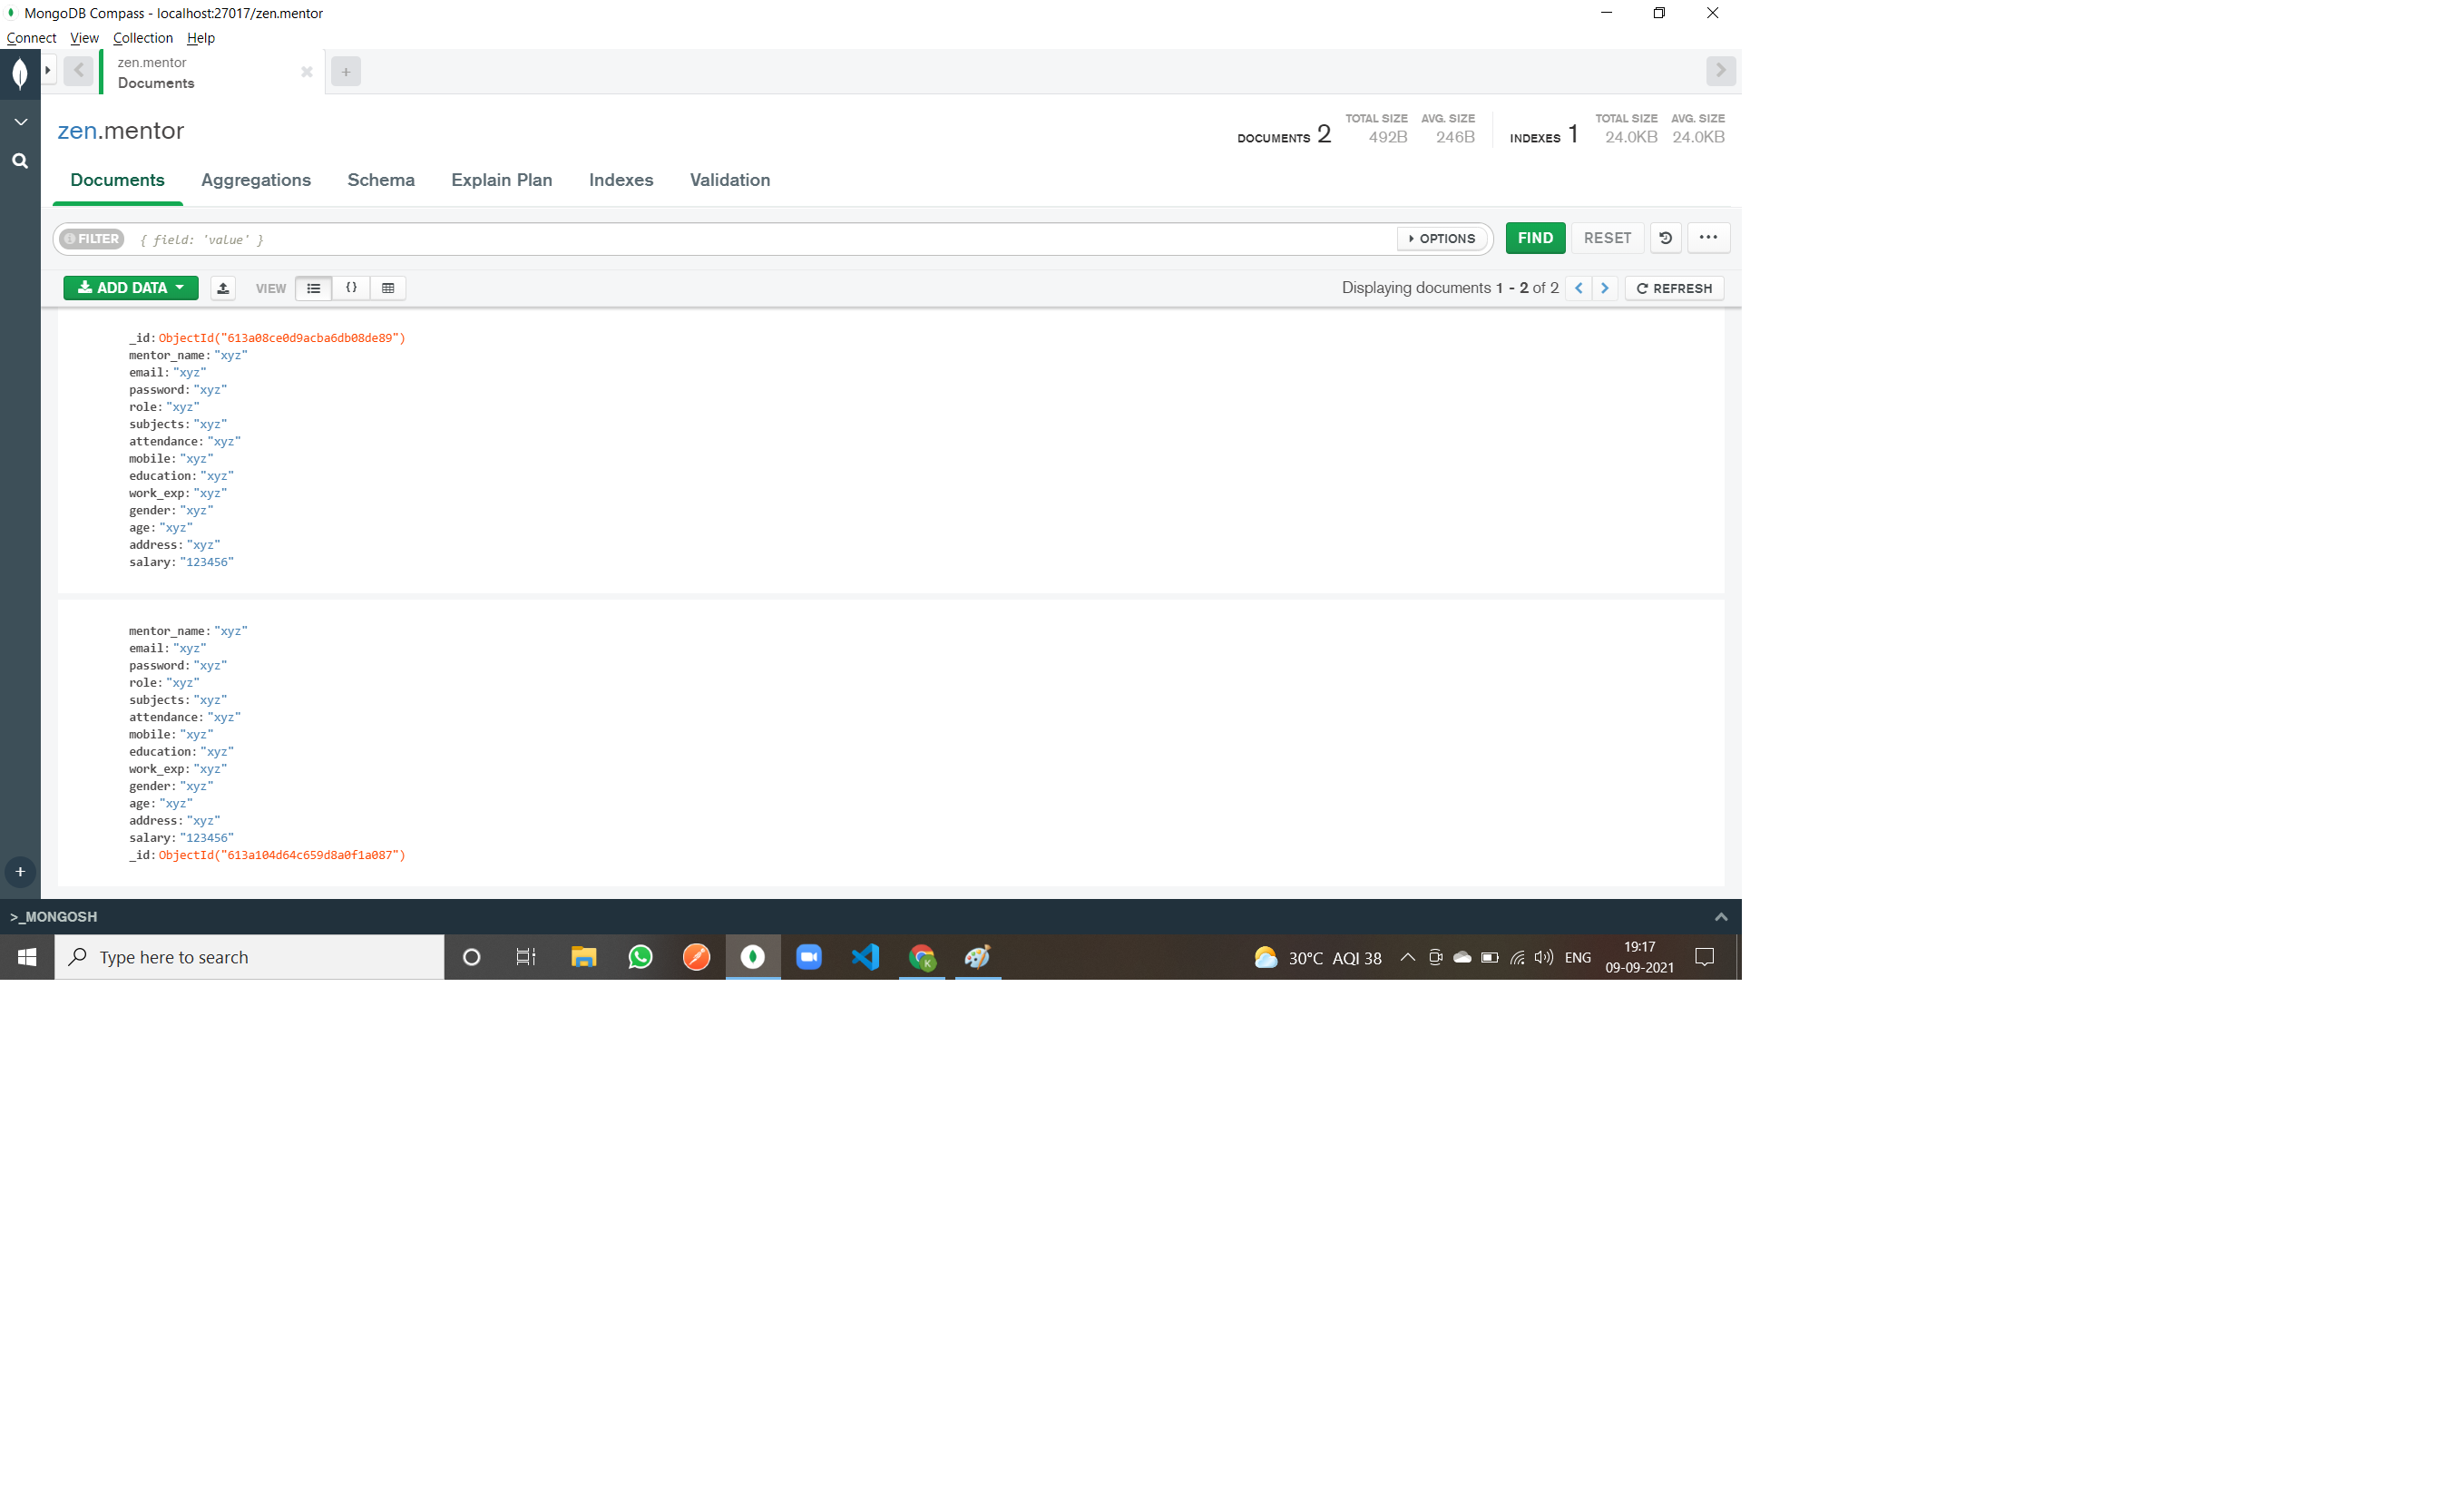 MongoDB Compass - localhost:27017/zen.mentor
Connect View Collection Help
zen.mentor
Documents
zen.mentor
DOCUMENTS 2 TOTAL SIZE 492B AVG. SIZE 246B INDEXES 1 TOTAL SIZE 24.0KB AVG. SIZE 24.0KB
Documents Aggregations Schema Explain Plan Indexes Validation
FILTER { field: 'value' } OPTIONS FIND RESET
ADD DATA VIEW {} Displaying documents 1 - 2 of 2 REFRESH
_id: ObjectId("613a08ce0d9acba6db08de89")
mentor_name: "xyz"
email: "xyz"
password: "xyz"
role: "xyz"
subjects: "xyz"
attendance: "xyz"
mobile: "xyz"
education: "xyz"
work_exp: "xyz"
gender: "xyz"
age: "xyz"
address: "xyz"
salary: "123456"
mentor_name: "xyz"
email: "xyz"
password: "xyz"
role: "xyz"
subjects: "xyz"
attendance: "xyz"
mobile: "xyz"
education: "xyz"
work_exp: "xyz"
gender: "xyz"
age: "xyz"
address: "xyz"
salary: "123456"
_id: ObjectId("613a104d64c659d8a0f1a087")
>_MONGOSH
Type here to search K 30°C AQI 38 ENG 19:17
09-09-2021